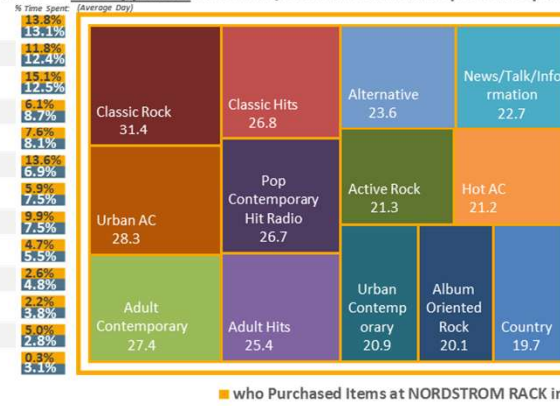 % Time Spent: (Average Day)
13.8%
13.1%
11.8%
12.4%
15.1%
12.5%
6.1%
8.7%
7.6%
8.1%
13.6%
6.9%
5.9%
7.5%
9.9%
7.5%
4.7%
5.5%
2.6%
4.8%
2.2%
3.8%
5.0%
2.8%
0.3%
3.1%
Classic Rock
31.4
Classic Hits
26.8
Alternative
23.6
News/Talk/Info
rmation
22.7
Urban AC
28.3
Pop
Contemporary
Hit Radio
26.7
Active Rock
21.3
Hot AC
21.2
Adult
Contemporary
27.4
Adult Hits
25.4
Urban
Contemp
orary
20.9
Album
Oriented
Rock
20.1
Country
19.7
who Purchased Items at NORDSTROM RACK in